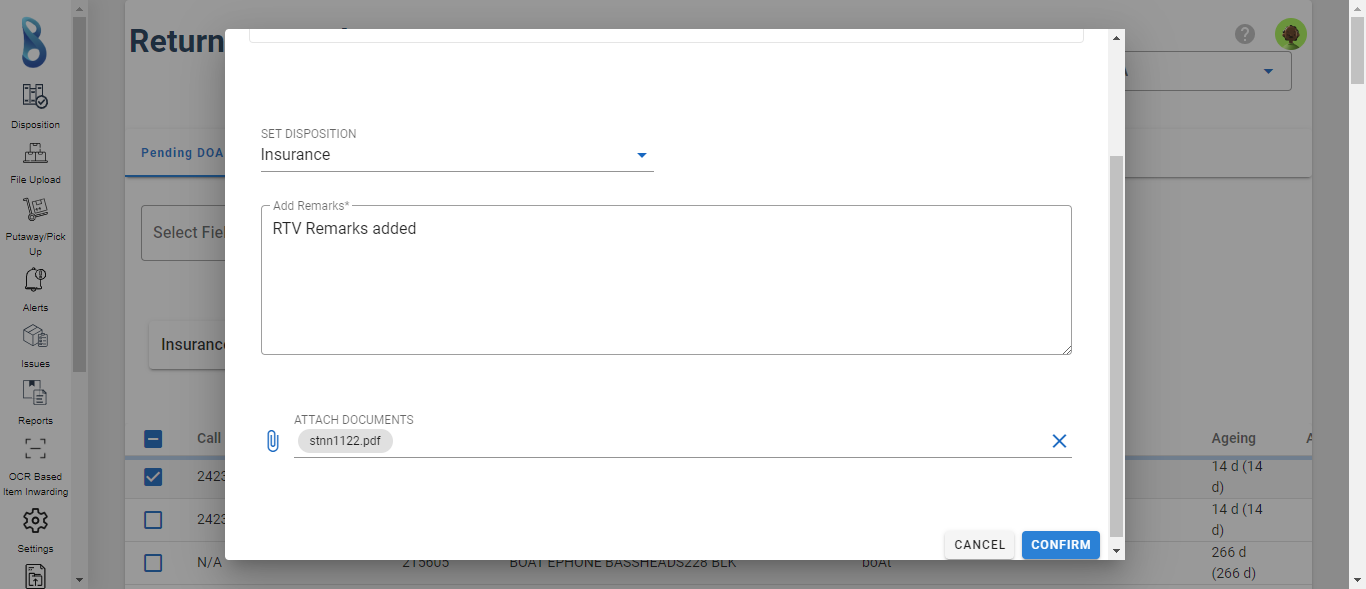 Return
?
Disposition
File Upload
Putaway/Pick
Up
Alerts
Issues
Reports
OCR Based
Item Inwarding
Settings
Pending DOA
Select Fiel
Insurance
SET DISPOSITION
Insurance
Add Remarks*
RTV Remarks added
ATTACH DOCUMENTS
stnn1122.pdf
CANCEL CONFIRM
Call Ageing
2423 14 d (14
d)
2423 14 d (14
d)
N/A 215605 BOAT EPHONE BASSHEADS228 BLK boAt 266 d
(266 d)